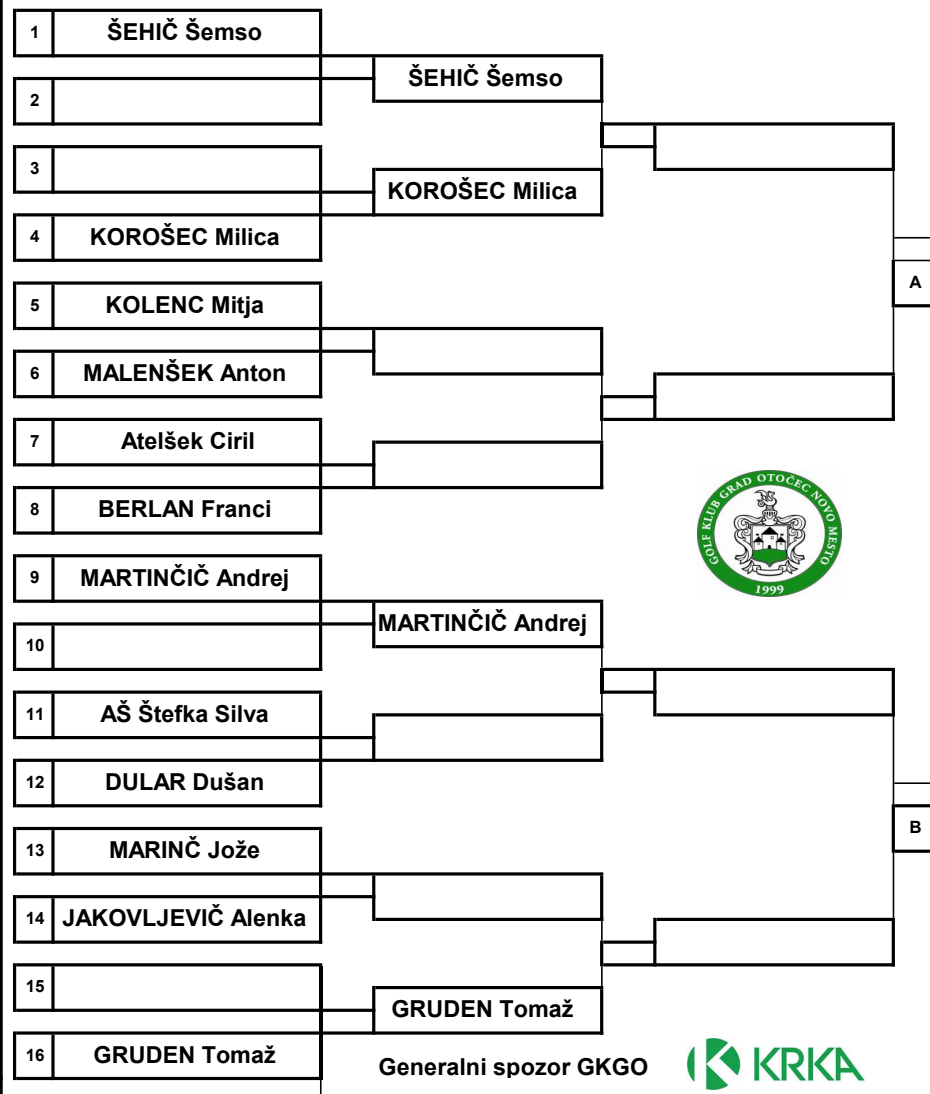 1 ŠEHIČ Šemso
ŠEHIČ Šemso
2
3
KOROŠEC Milica
4 KOROŠEC Milica
A
5 KOLENC Mitja
6 MALENŠEK Anton
7 Atelšek Ciril
8 BERLAN Franci
GOLF KLUB GRAD OTOČEC NOVO MESTO
1999
9 MARTINČIČ Andrej
MARTINČIČ Andrej
10
11 AŠ Štefka Silva
12 DULAR Dušan
B
13 MARINČ Jože
14 JAKOVLJEVIČ Alenka
15
GRUDEN Tomaž
16 GRUDEN Tomaž
Generalni spozor GKGO
KRKA